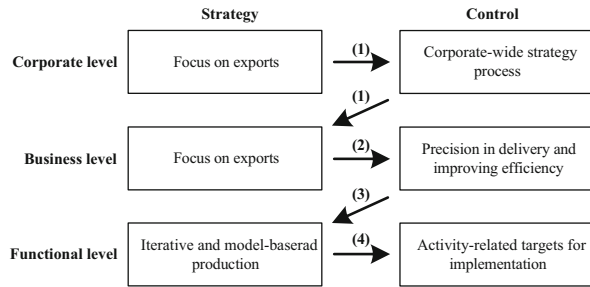 Strategy Control
(1)
Corporate level Focus on exports Corporate-wide strategy
process
(1)
Business level Focus on exports (2) Precision in delivery and
improving efficiency
(3)
Functional level Iterative and model-baserad (4) Activity-related targets for
production implementation